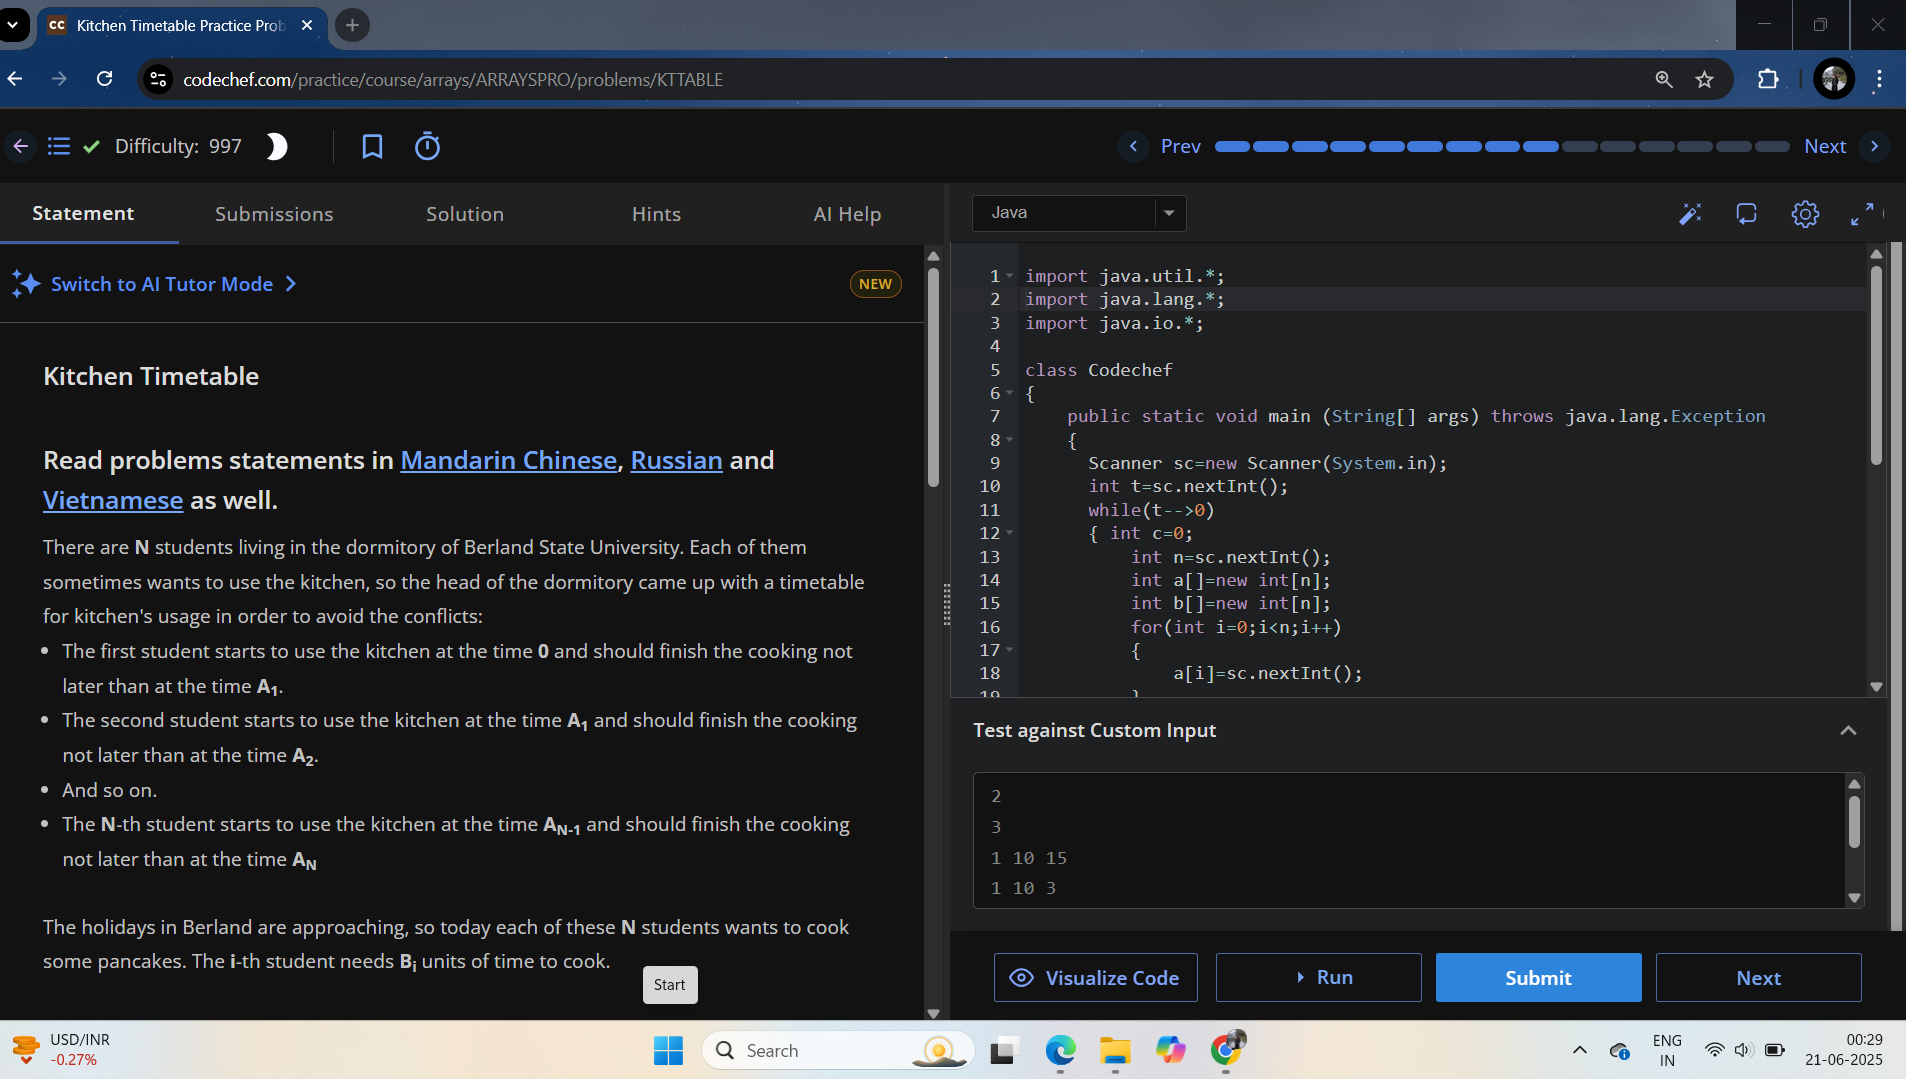 Kitchen Timetable Practice Prob
codechef.com/practice/course/arrays/ARRAYSPRO/problems/KTTABLE
Difficulty: 997
Prev
Next
Statement
Submissions
Solution
Hints
AI Help
Java
Switch to AI Tutor Mode
NEW
Kitchen Timetable
Read problems statements in Mandarin Chinese, Russian and
Vietnamese as well.
There are N students living in the dormitory of Berland State University. Each of them
sometimes wants to use the kitchen, so the head of the dormitory came up with a timetable
for kitchen's usage in order to avoid the conflicts:
• The first student starts to use the kitchen at the time 0 and should finish the cooking not
later than at the time A1.
• The second student starts to use the kitchen at the time A1 and should finish the cooking
not later than at the time A2.
• And so on.
• The N-th student starts to use the kitchen at the time AN-1 and should finish the cooking
not later than at the time AN
The holidays in Berland are approaching, so today each of these N students wants to cook
some pancakes. The i-th student needs Bi units of time to cook.
Start
1 import java.util.*;
2 import java.lang.*;
3 import java.io.*;
4
5 class Codechef
6 {
7 public static void main (String[] args) throws java.lang.Exception
8 {
9 Scanner sc=new Scanner(System.in);
10 int t=sc.nextInt();
11 while(t-->0)
12 { int c=0;
13 int n=sc.nextInt();
14 int a[]=new int[n];
15 int b[]=new int[n];
16 for(int i=0;i<n;i++)
17 {
18 a[i]=sc.nextInt();
19 }
Test against Custom Input
2
3
1 10 15
1 10 3
Visualize Code
Run
Submit
Next
USD/INR
-0.27%
Search
ENG
IN
00:29
21-06-2025